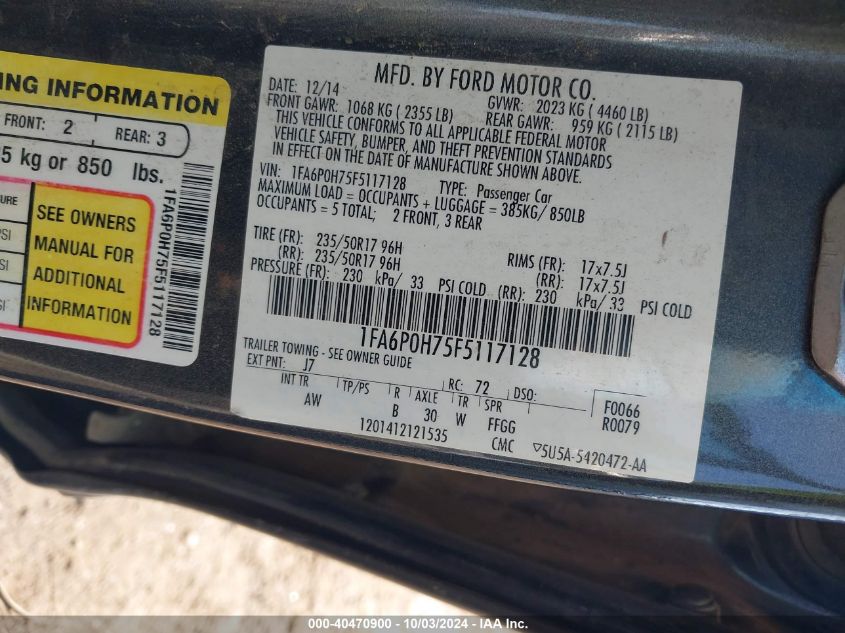 NG INFORMATION
FRONT: 2 REAR: 3
5 kg or 850 lbs.
SURE
PSI
SI
SI
SEE OWNERS
MANUAL FOR
ADDITIONAL
INFORMATION
1FA6P0H75F5117128
MFD. BY FORD MOTOR CO.
DATE: 12/14 GVWR: 2023 KG ( 4460 LB)
FRONT GAWR: 1068 KG ( 2355 LB) REAR GAWR: 959 KG ( 2115 LB)
THIS VEHICLE CONFORMS TO ALL APPLICABLE FEDERAL MOTOR
VEHICLE SAFETY, BUMPER, AND THEFT PREVENTION STANDARDS
IN EFFECT ON THE DATE OF MANUFACTURE SHOWN ABOVE.
VIN: 1FA6P0H75F5117128 TYPE: Passenger Car
MAXIMUM LOAD = OCCUPANTS + LUGGAGE = 385KG/ 850LB
OCCUPANTS = 5 TOTAL; 2 FRONT, 3 REAR
TIRE (FR): 235/50R17 96H RIMS (FR): 17x7.5J
(RR): 235/50R17 96H (RR): 17x7.5J
PRESSURE (FR): 230 kPa/ 33 PSI COLD (RR): 230 kPa/ 33 PSI COLD
1FA6P0H75F5117128
TRAILER TOWING - SEE OWNER GUIDE
EXT PNT: J7 RC: 72 DSO:
INT TR TP/PS R AXLE TR SPR F0066
AW B 30 W FFGG R0079
1201412121535 CMC ▽5U5A-5420472-AA
000-40470900 - 10/03/2024 - IAA Inc.